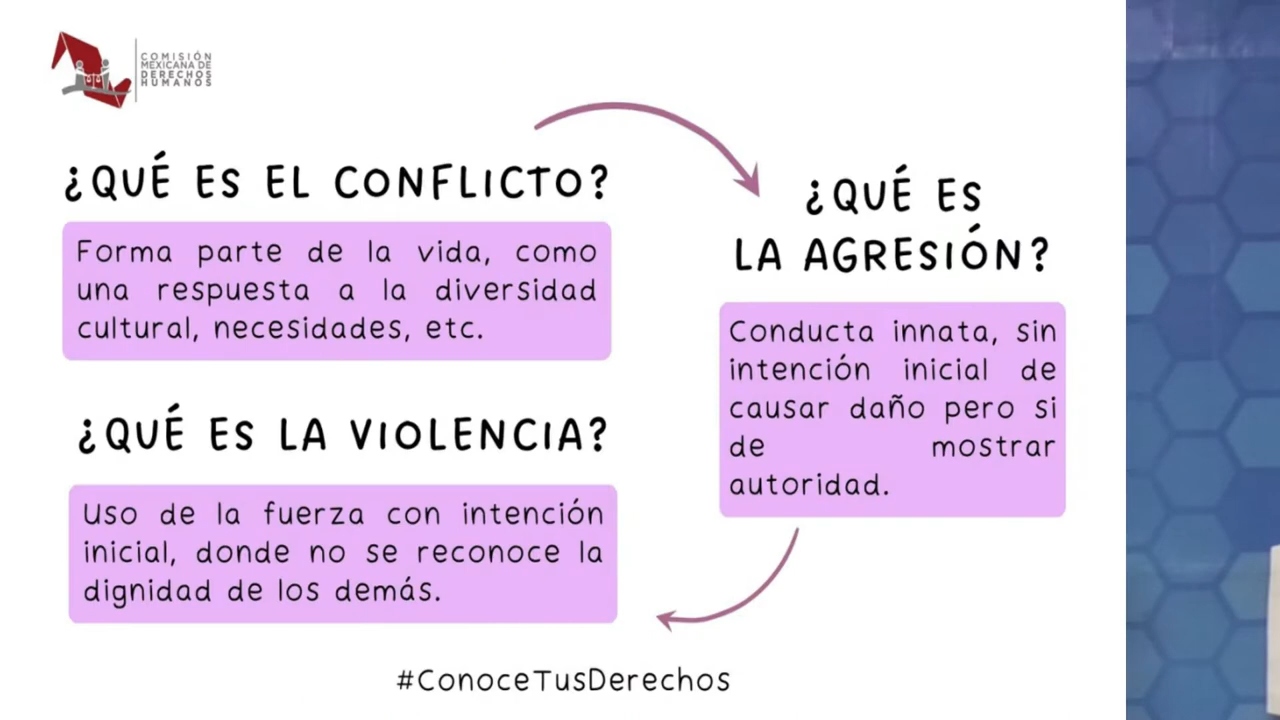 COMISIÓN
MEXICANA DE
DERECHOS
HUMANOS
¿QUÉ ES EL CONFLICTO?
Forma parte de la vida, como
una respuesta a la diversidad
cultural, necesidades, etc.
¿QUÉ ES
LA AGRESIÓN?
Conducta innata, sin
intención inicial de
causar daño pero si
de mostrar
autoridad.
¿QUÉ ES LA VIOLENCIA?
Uso de la fuerza con intención
inicial, donde no se reconoce la
dignidad de los demás.
#ConoceTusDerechos